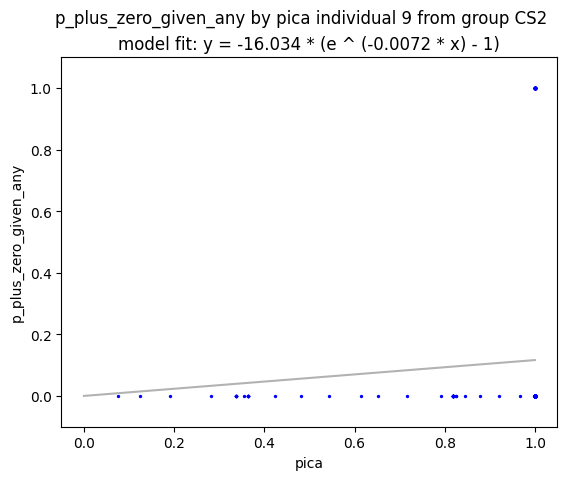 p_plus_zero_given_any by pica individual 9 from group CS2
model fit: y = -16.034 * (e ^ (-0.0072 * x) - 1)
p_plus_zero_given_any
1.0
0.8
0.6
0.4
0.2
0.0
0.0 0.2 0.4 0.6 0.8 1.0
pica